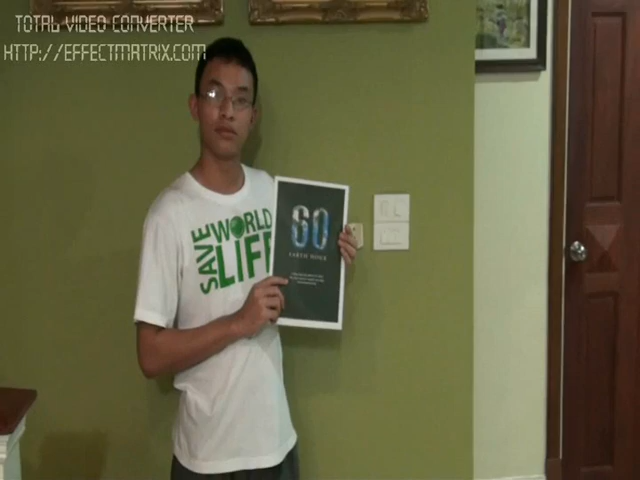 TOTAL VIDEO CONVERTER
HTTP://EFFECTMATRIX.COM
SAVE
WORLD
LIFE
60
EARTH HOUR